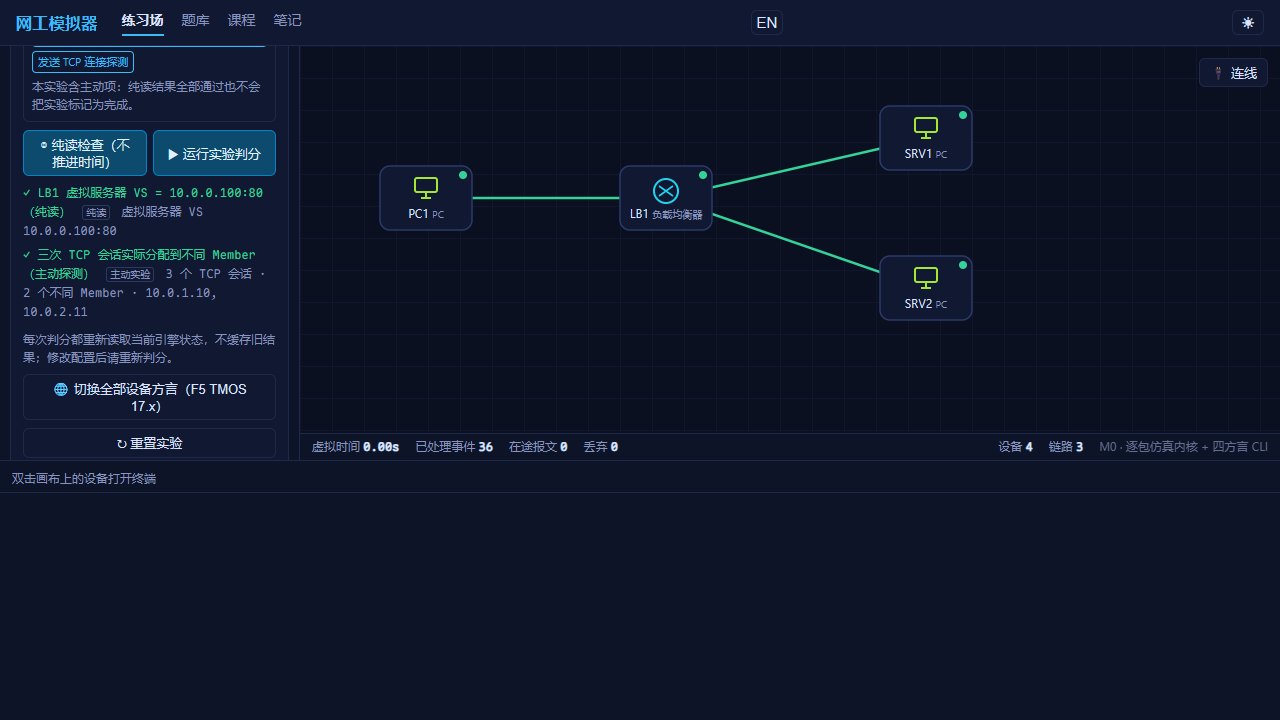 网工模拟器 练习场 题库 课程 笔记 EN
发送 TCP 连接探测
本实验含主动项：纯读结果全部通过也不会
把实验标记为完成。
纯读检查（不
推进时间）
▶ 运行实验判分
✓ LB1 虚拟服务器 VS = 10.0.0.100:80
（纯读） 纯读 虚拟服务器 VS
10.0.0.100:80
✓ 三次 TCP 会话实际分配到不同 Member
（主动探测） 主动实验 3 个 TCP 会话 ·
2 个不同 Member · 10.0.1.10,
10.0.2.11
每次判分都重新读取当前引擎状态，不缓存旧结
果；修改配置后请重新判分。
切换全部设备方言（F5 TMOS
17.x）
↻ 重置实验
连线
PC1 PC
LB1 负载均衡器
SRV1 PC
SRV2 PC
虚拟时间 0.00s 已处理事件 36 在途报文 0 丢弃 0 设备 4 链路 3 M0 · 逐包仿真内核 + 四方言 CLI
双击画布上的设备打开终端